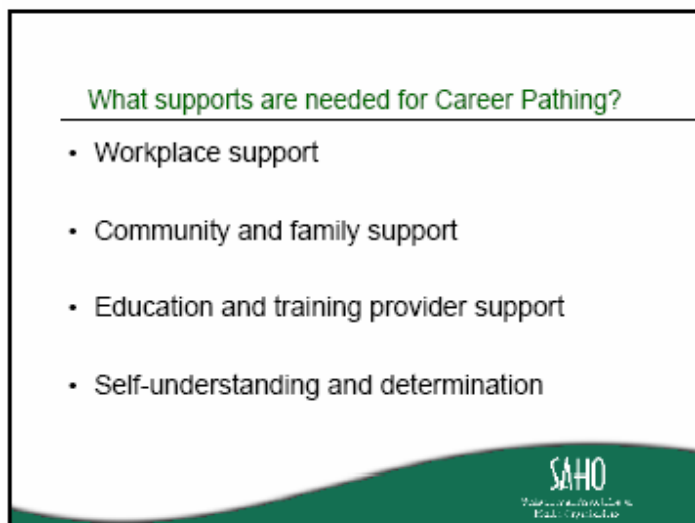 What supports are needed for Career Pathing?
• Workplace support
• Community and family support
• Education and training provider support
• Self-understanding and determination
SAHO